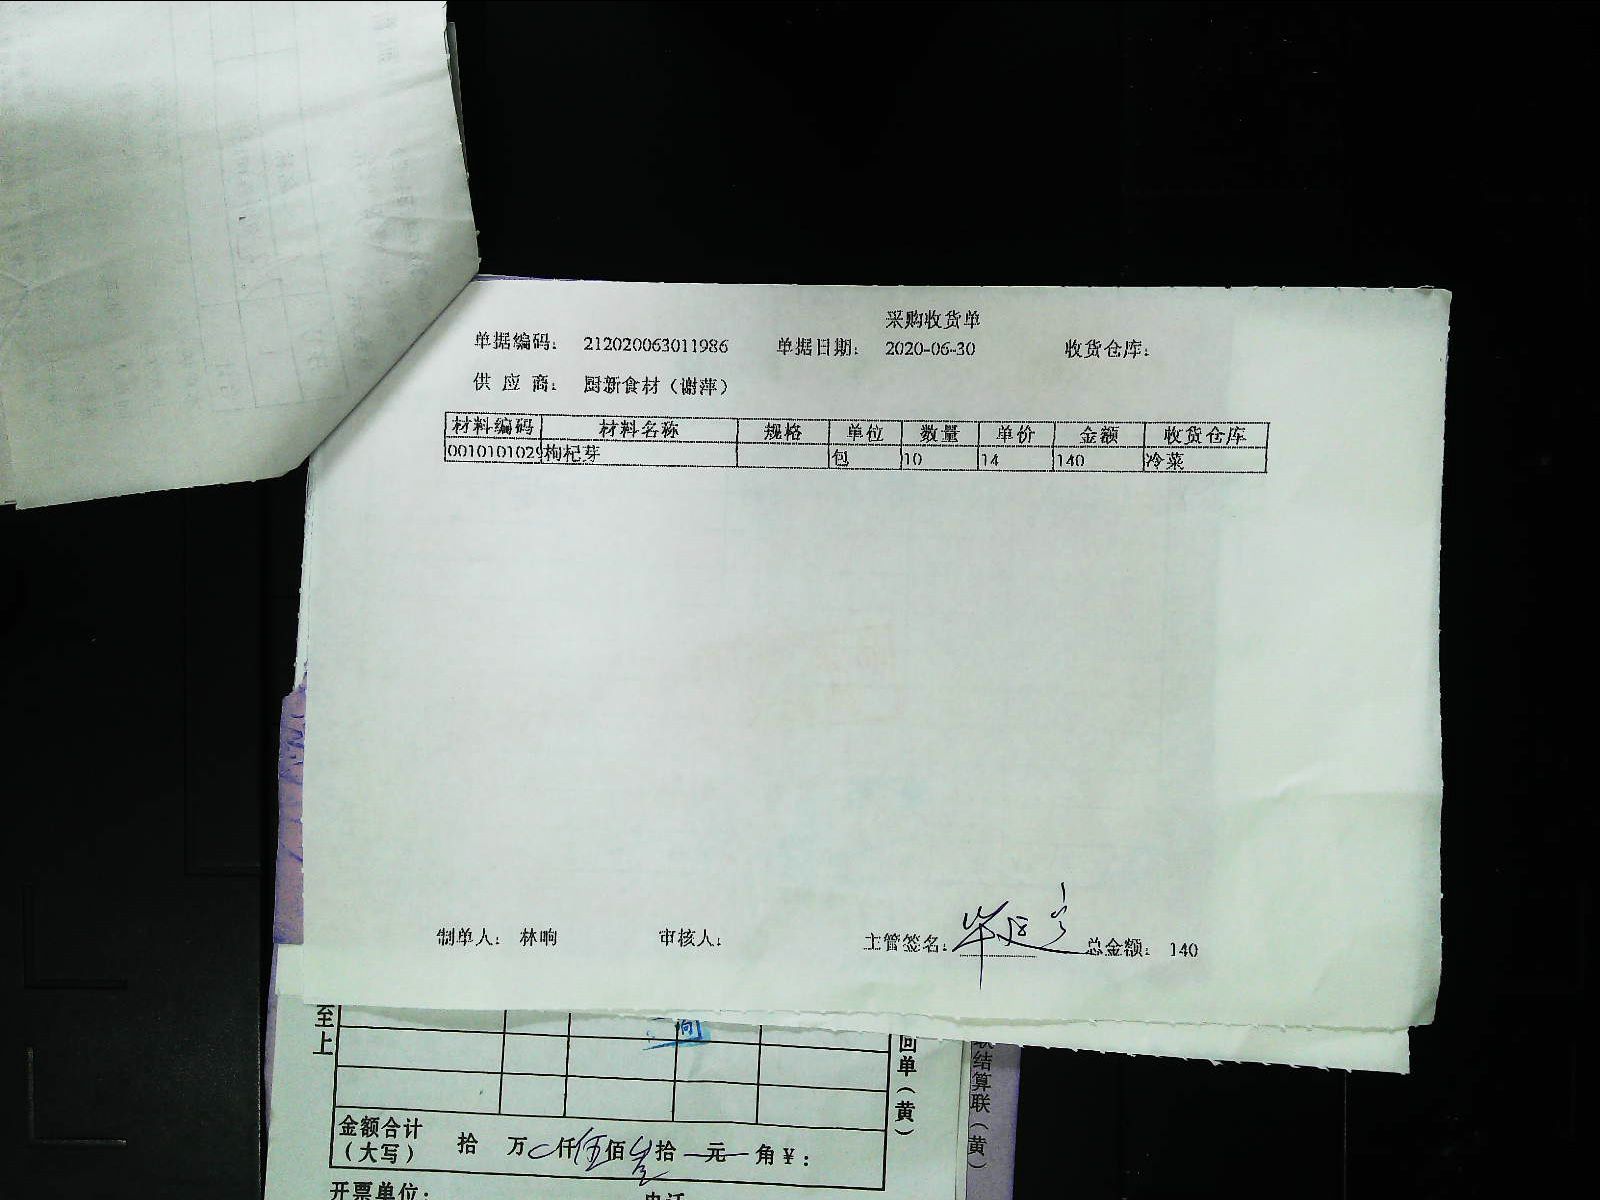 采购收货单
单据编码： 212020063011986 单据日期： 2020-06-30 收货仓库：
供 应 商： 厨新食材（谢萍）
材料编码 材料名称 规格 单位 数量 单价 金额 收货仓库
0010101029 枸杞芽 包 10 14 140 冷菜
制单人： 林响 审核人： 主管签名： 总金额： 140
至上
回单（黄）
联结算联（黄）
金额合计（大写） 拾 万 仟伍佰 拾 元 角 ¥：
开票单位：